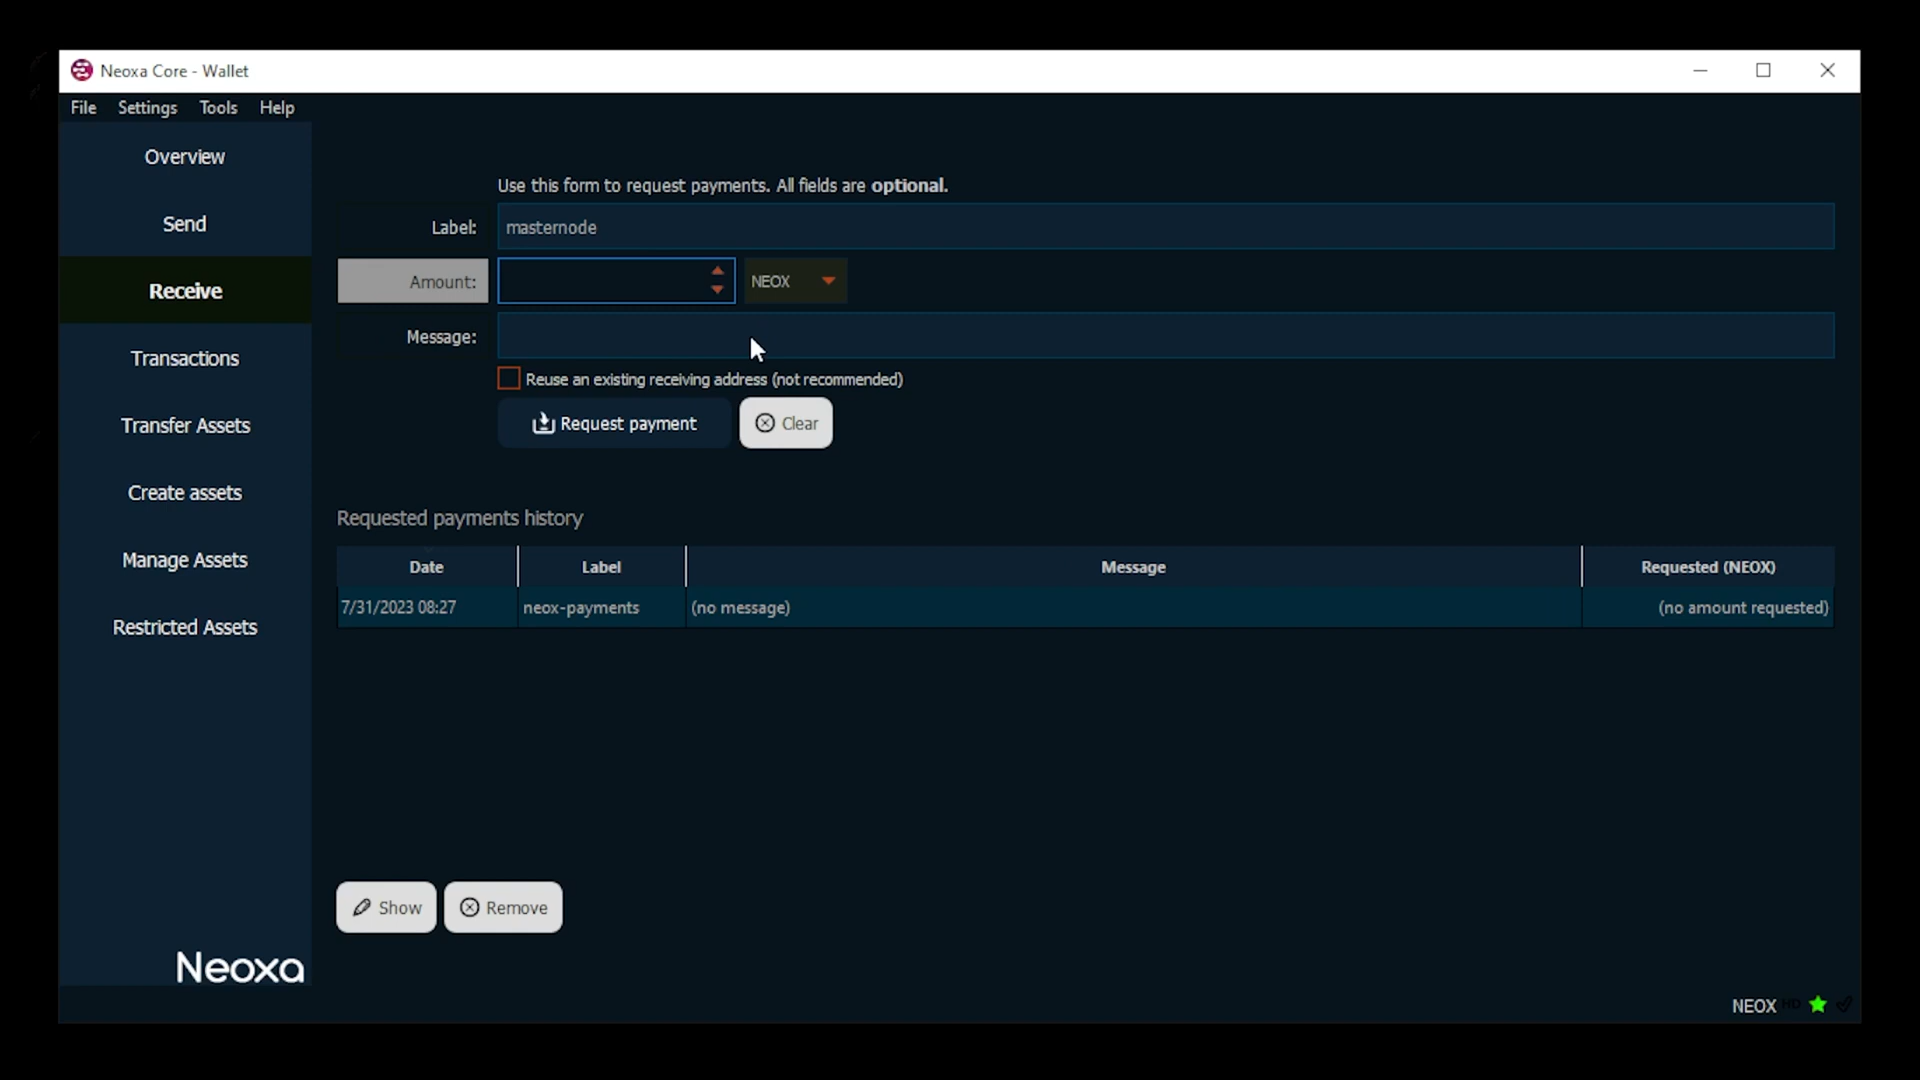 Neoxa Core - Wallet
File Settings Tools Help
Overview
Send
Receive
Transactions
Transfer Assets
Create assets
Manage Assets
Restricted Assets
Neoxa
Use this form to request payments. All fields are optional.
Label: masternode
Amount: NEOX
Message:
Reuse an existing receiving address (not recommended)
Request payment Clear
Requested payments history
Date Label Message Requested (NEOX)
7/31/2023 08:27 neox-payments (no message) (no amount requested)
Show Remove
NEOX HD